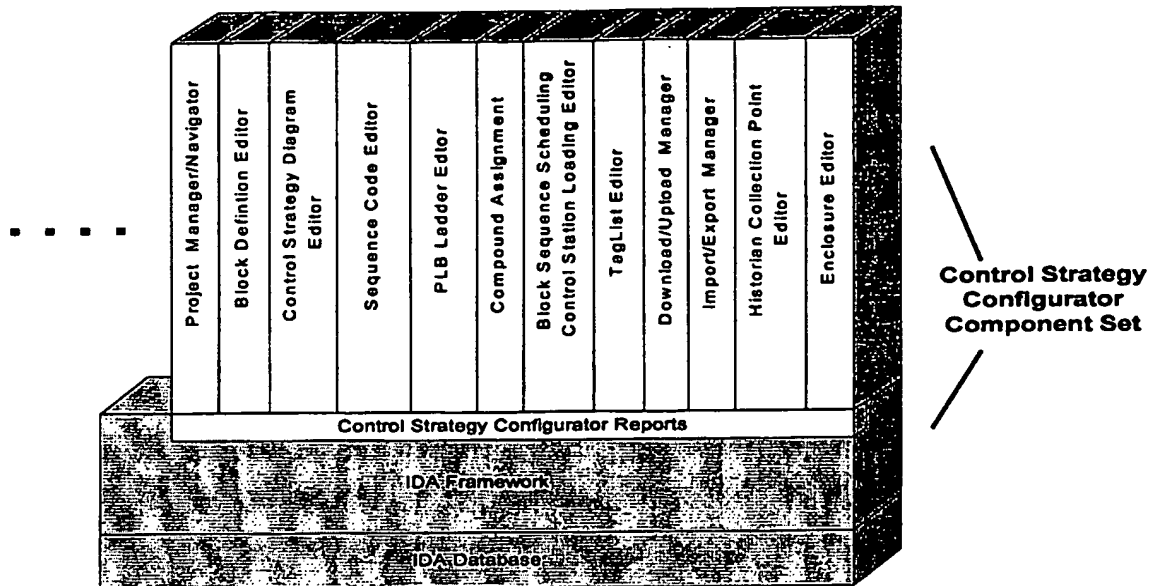 Project Manager/Navigator
Block Defintion Editor
Control Strategy Diagram
Editor
Sequence Code Editor
PLB Ladder Edtor
Compound Assignment
Block Sequence Scheduling
Control Station Loading Editor
TagList Editor
Download/Upload Manager
Import/Export Manager
Historian Collection Point
Editor
Enclosure Editor
Control Strategy
Configurator
Component Set
Control Strategy Configurator Reports
IDA Framework
IDA Database